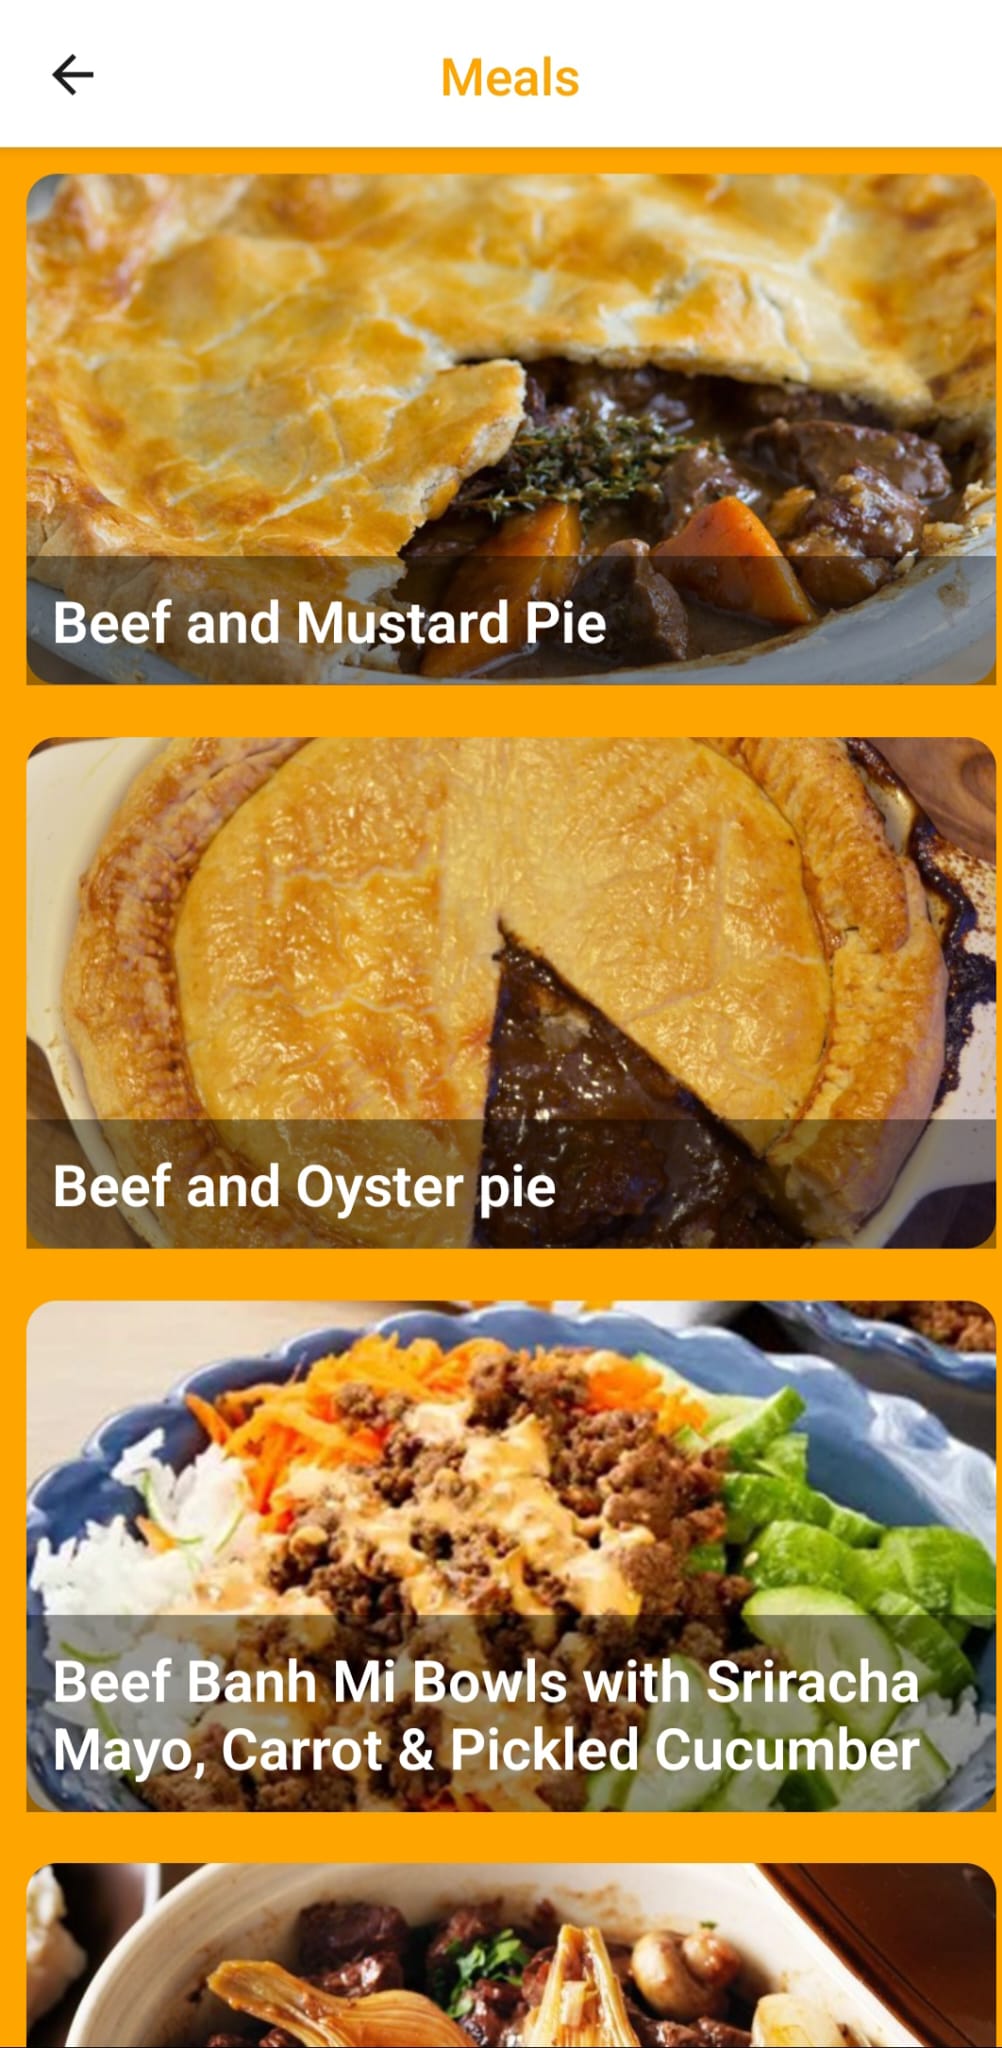 Meals
Beef and Mustard Pie
Beef and Oyster pie
Beef Banh Mi Bowls with Sriracha
Mayo, Carrot & Pickled Cucumber